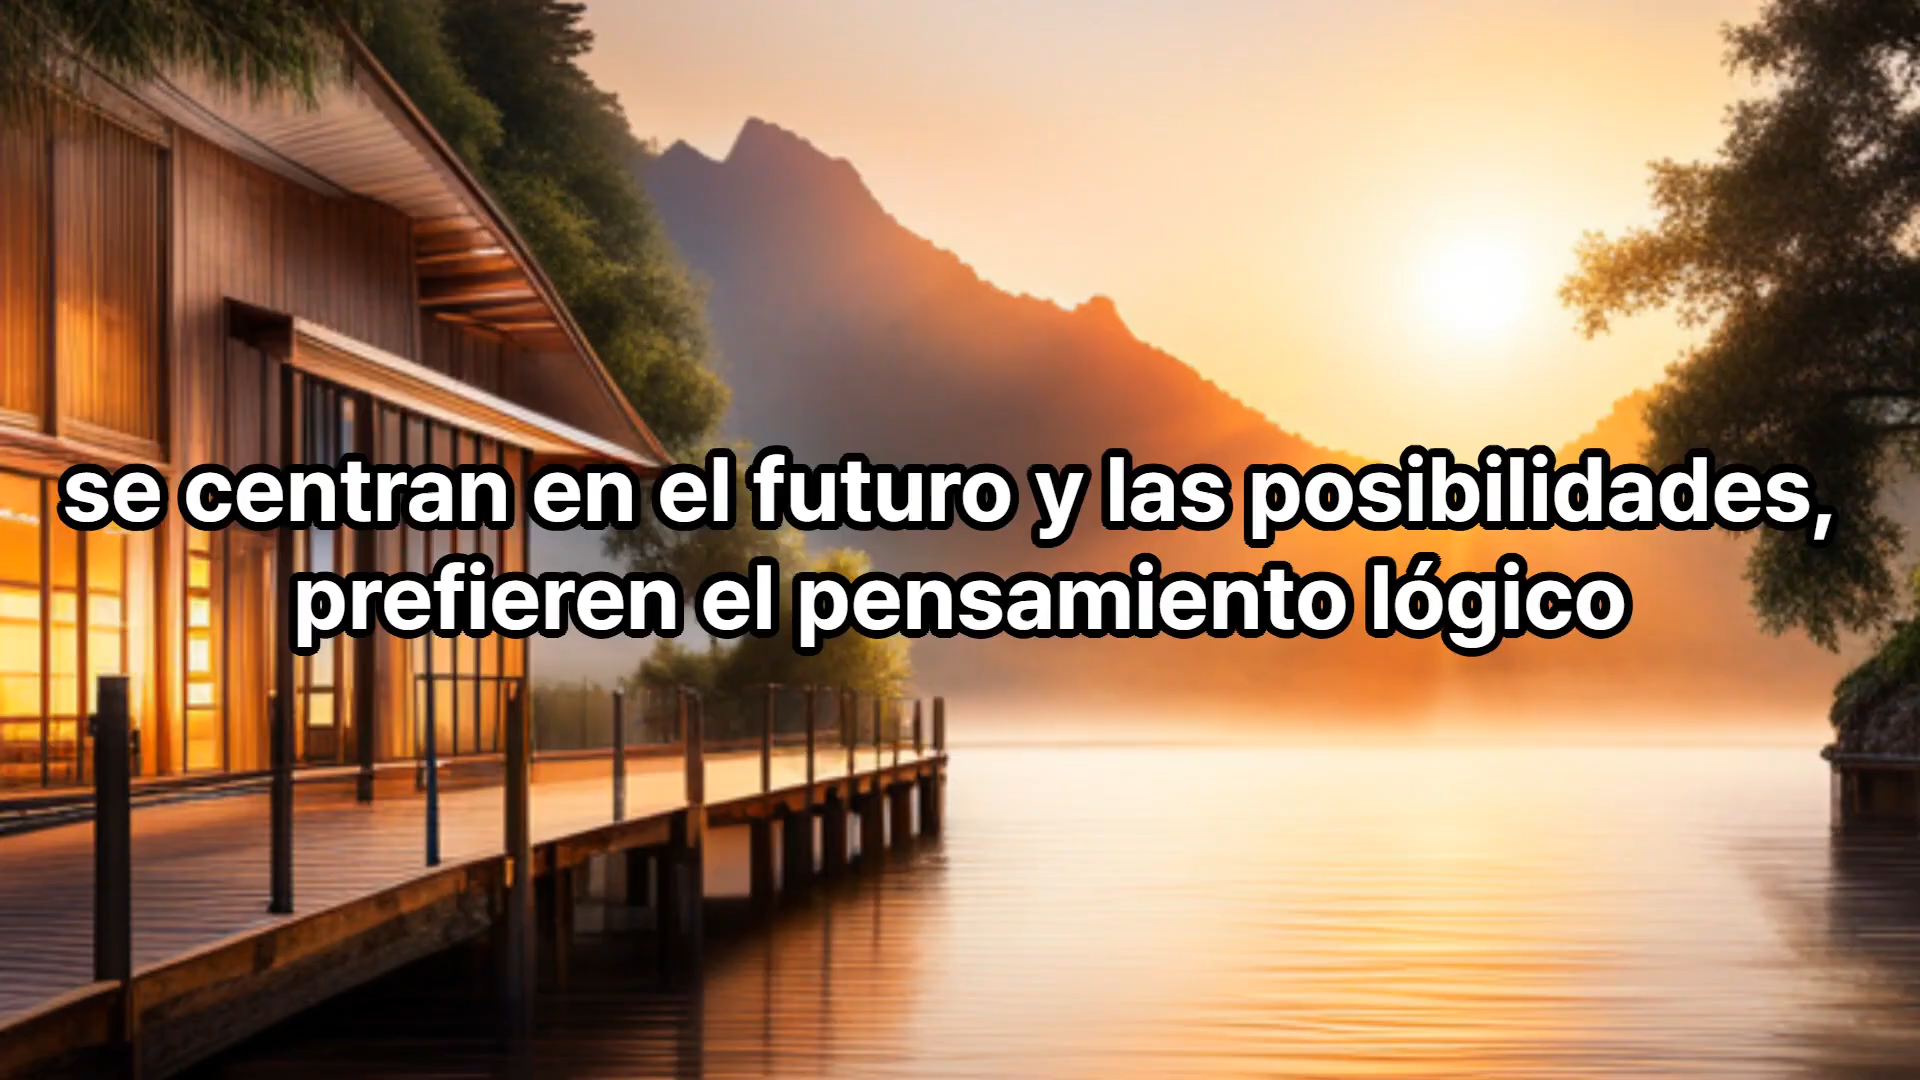 se centran en el futuro y las posibilidades,
prefieren el pensamiento lógico